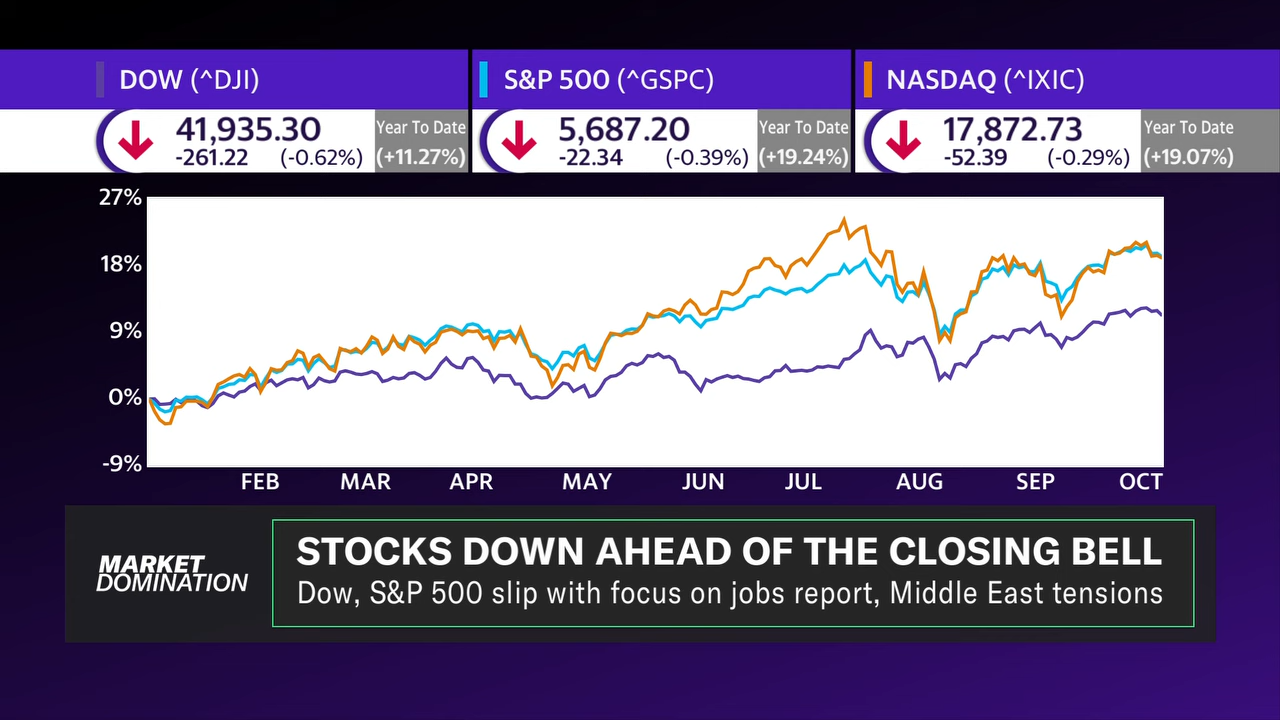 DOW (^DJI)
41,935.30
-261.22 (-0.62%)
Year To Date
(+11.27%)
S&P 500 (^GSPC)
5,687.20
-22.34 (-0.39%)
Year To Date
(+19.24%)
NASDAQ (^IXIC)
17,872.73
-52.39 (-0.29%)
Year To Date
(+19.07%)
27%
18%
9%
0%
-9%
FEB MAR APR MAY JUN JUL AUG SEP OCT
MARKET
DOMINATION
STOCKS DOWN AHEAD OF THE CLOSING BELL
Dow, S&P 500 slip with focus on jobs report, Middle East tensions